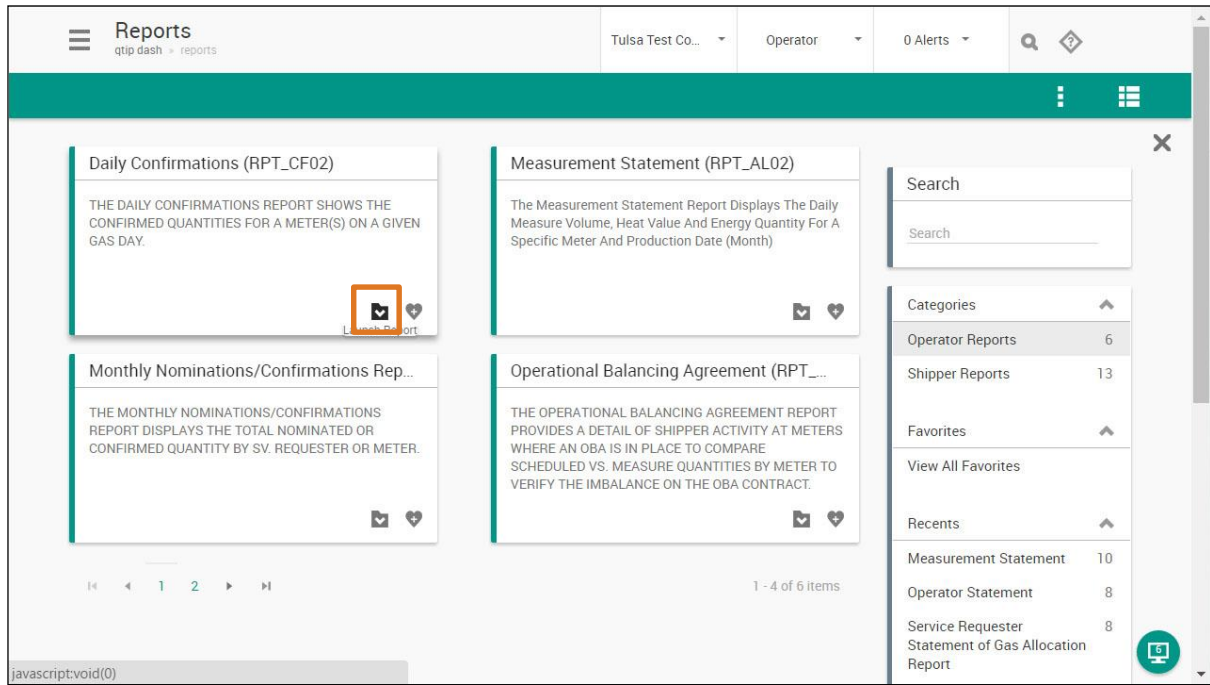 Reports
qtip dash » reports
Tulsa Test Co...
Operator
0 Alerts
?
Daily Confirmations (RPT_CF02)
THE DAILY CONFIRMATIONS REPORT SHOWS THE
CONFIRMED QUANTITIES FOR A METER(S) ON A GIVEN
GAS DAY.
Launch Report
Measurement Statement (RPT_AL02)
The Measurement Statement Report Displays The Daily
Measure Volume, Heat Value And Energy Quantity For A
Specific Meter And Production Date (Month)
Monthly Nominations/Confirmations Rep...
THE MONTHLY NOMINATIONS/CONFIRMATIONS
REPORT DISPLAYS THE TOTAL NOMINATED OR
CONFIRMED QUANTITY BY SV. REQUESTER OR METER.
Operational Balancing Agreement (RPT_...
THE OPERATIONAL BALANCING AGREEMENT REPORT
PROVIDES A DETAIL OF SHIPPER ACTIVITY AT METERS
WHERE AN OBA IS IN PLACE TO COMPARE
SCHEDULED VS. MEASURE QUANTITIES BY METER TO
VERIFY THE IMBALANCE ON THE OBA CONTRACT.
1 2
1 - 4 of 6 items
Search
Search
Categories
Operator Reports 6
Shipper Reports 13
Favorites
View All Favorites
Recents
Measurement Statement 10
Operator Statement 8
Service Requester 8
Statement of Gas Allocation
Report
6
javascript:void(0)